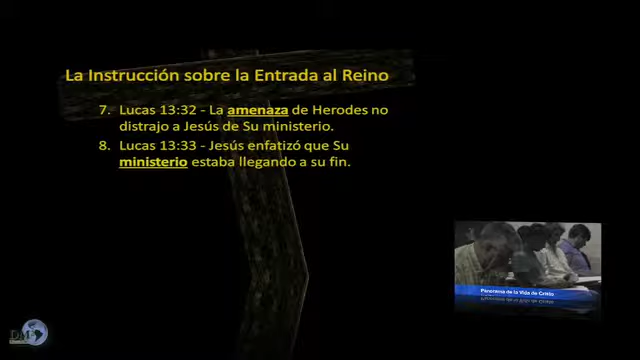 La Instrucción sobre la Entrada al Reino
7. Lucas 13:32 - La amenaza de Herodes no
distrajo a Jesús de Su ministerio.
8. Lucas 13:33 - Jesús enfatizó que Su
ministerio estaba llegando a su fin.
Panorama de la Vida de Cristo
DM